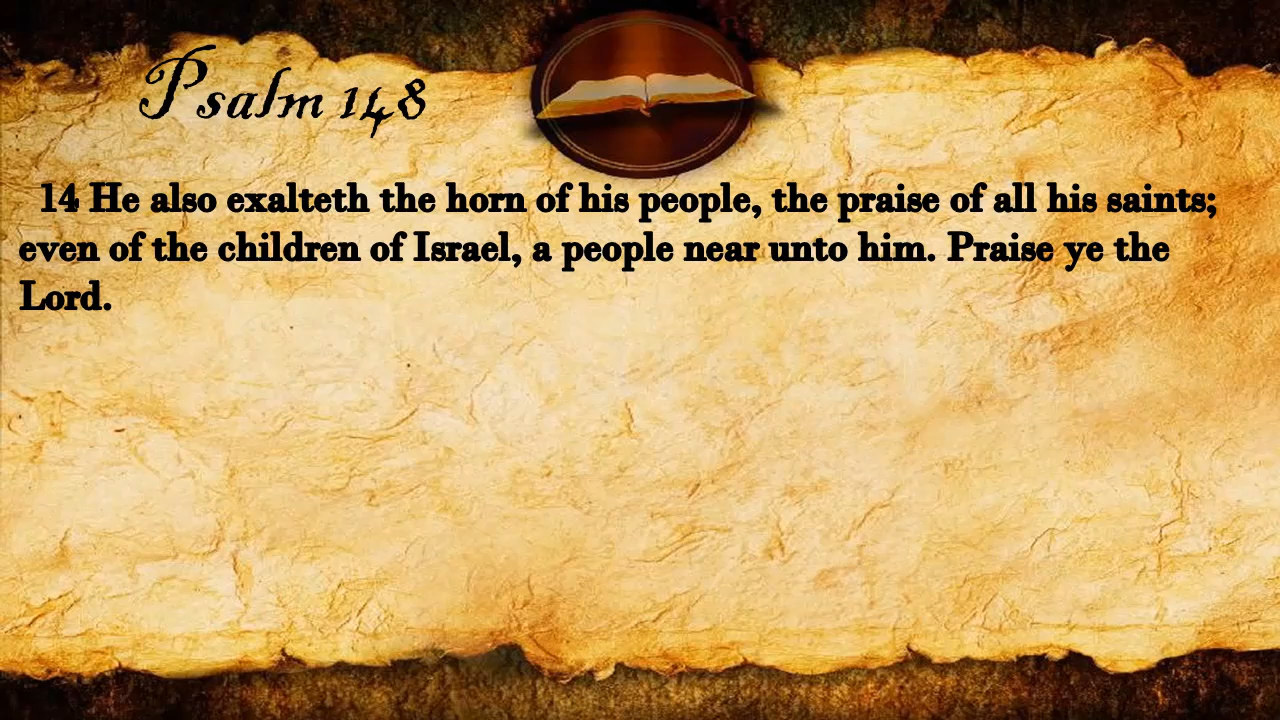 Psalm 148
14 He also exalteth the horn of his people, the praise of all his saints;
even of the children of Israel, a people near unto him. Praise ye the
Lord.